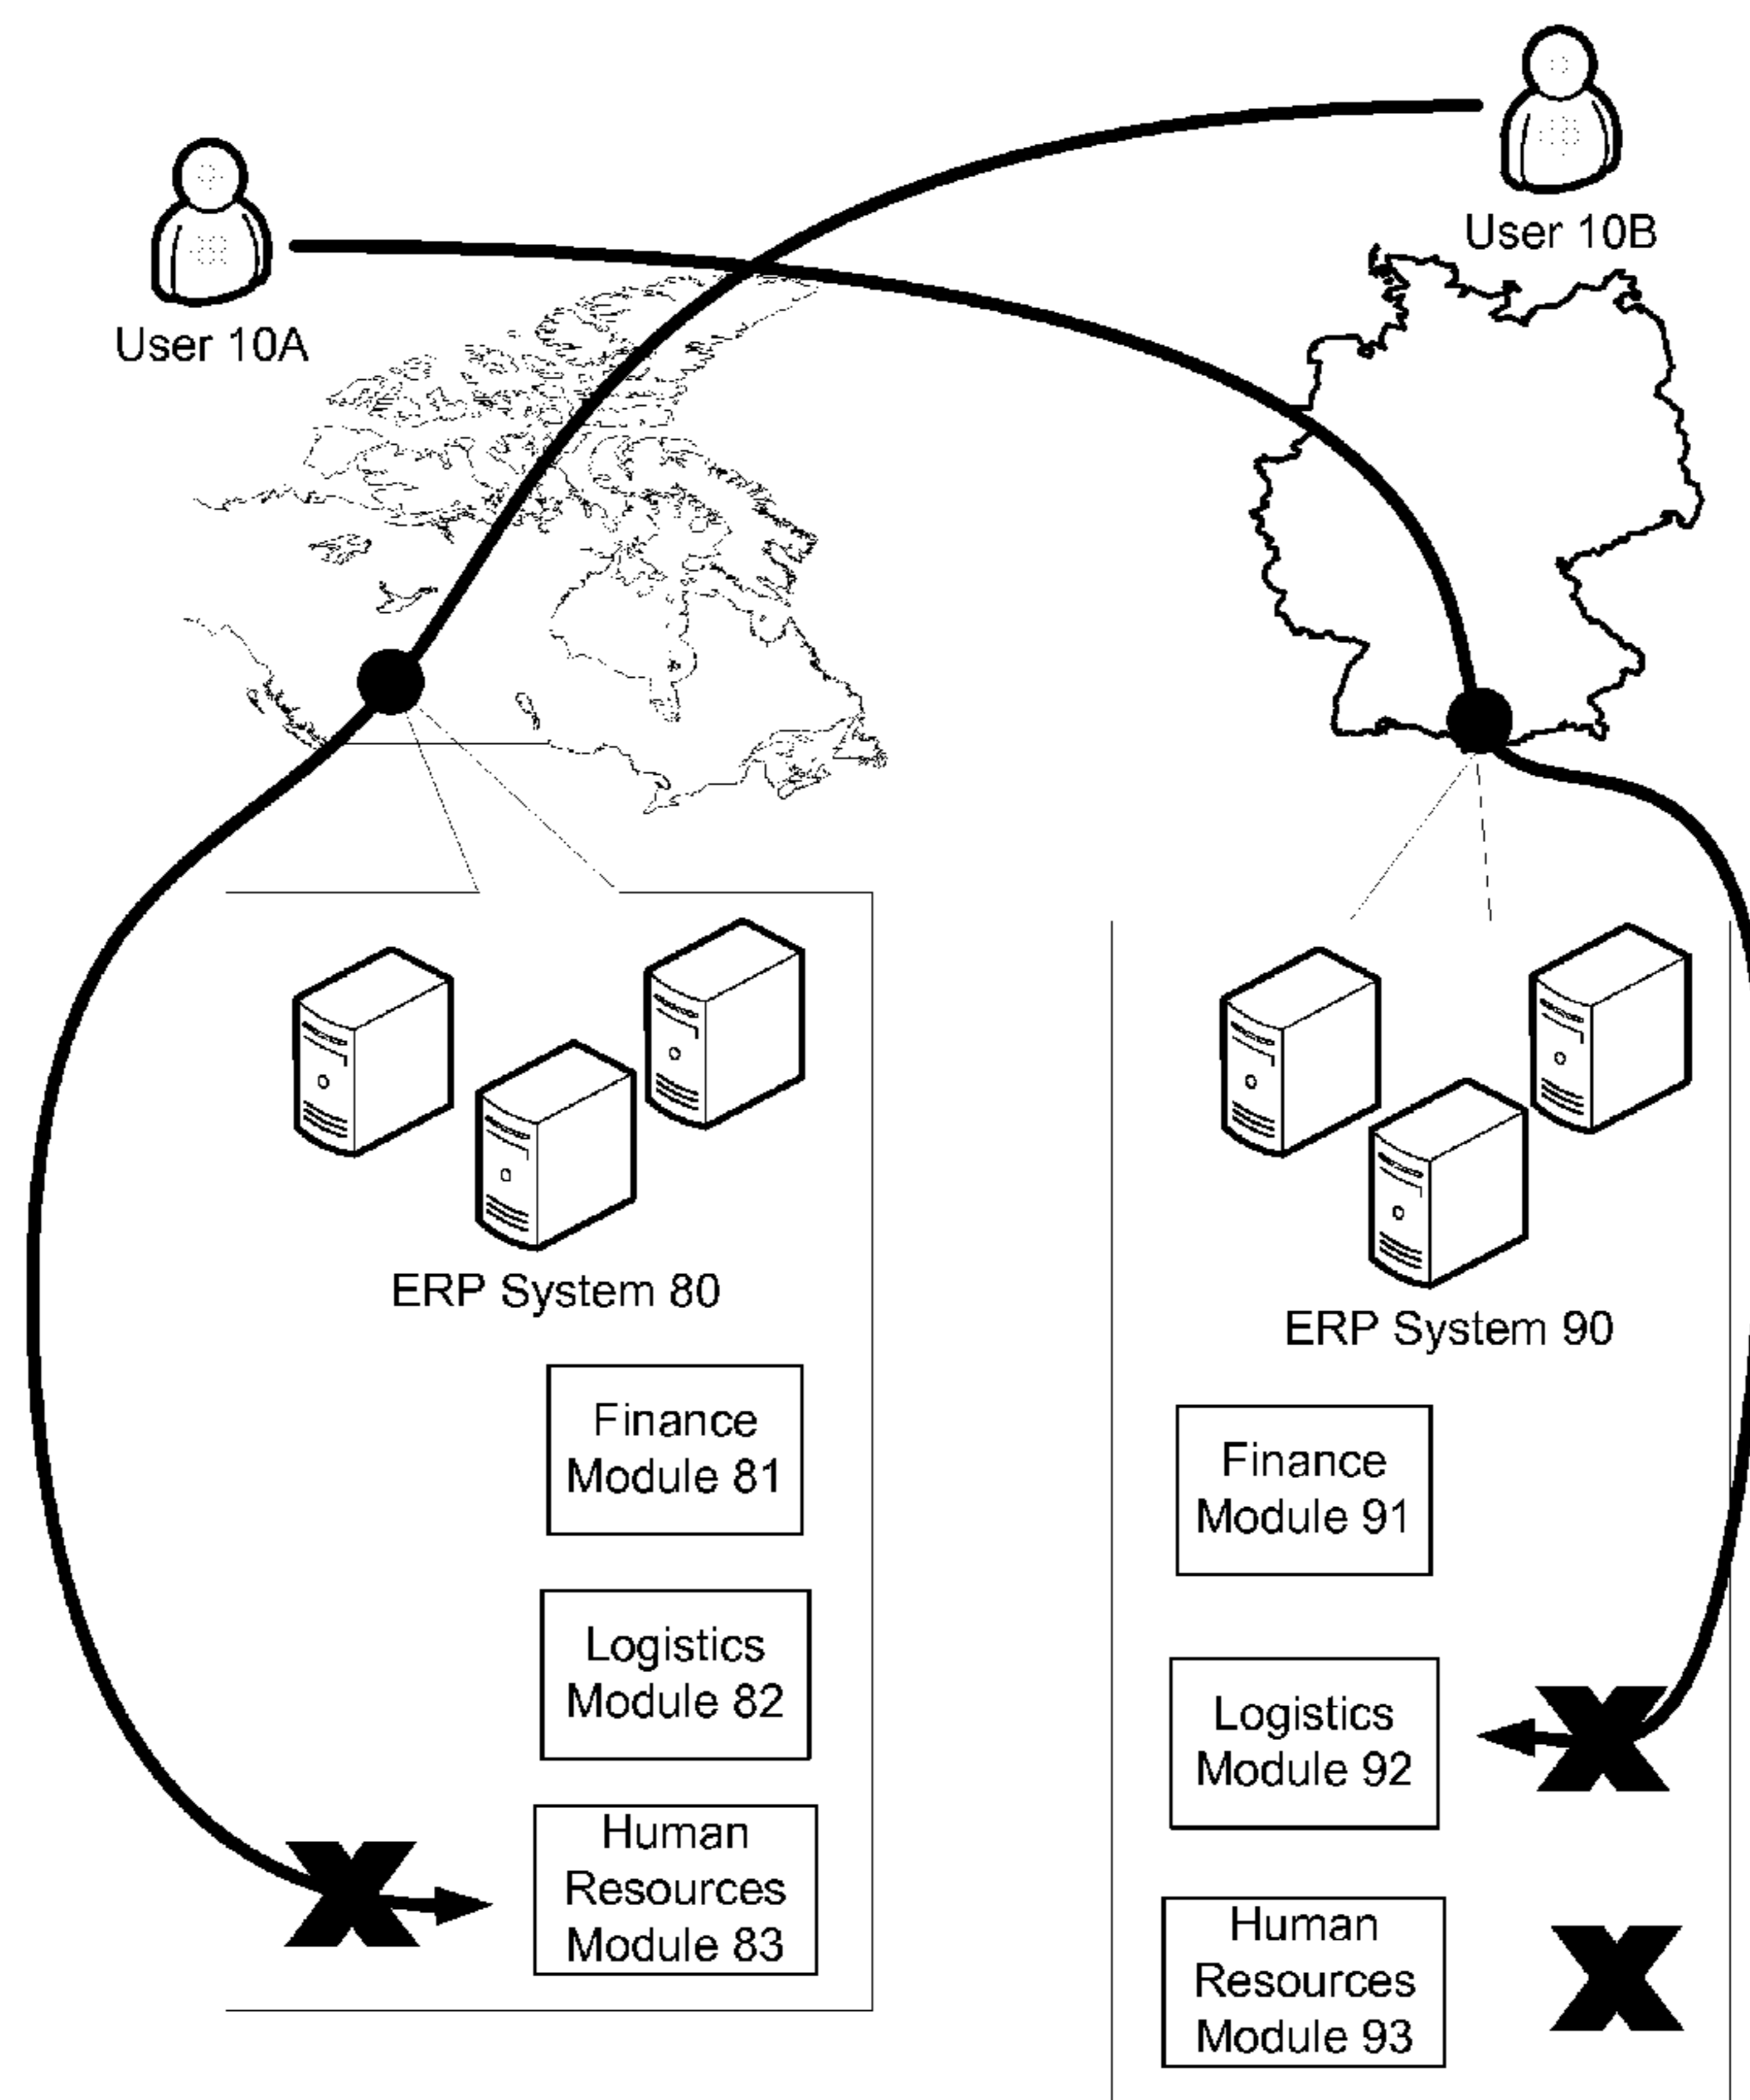 User 10B
User 10A
ERP System 80
ERP System 90
Finance
Module 81
Finance
Module 91
Logistics
Module 82
Logistics
Module 92
Human
Resources
Module 83
Human
Resources
Module 93